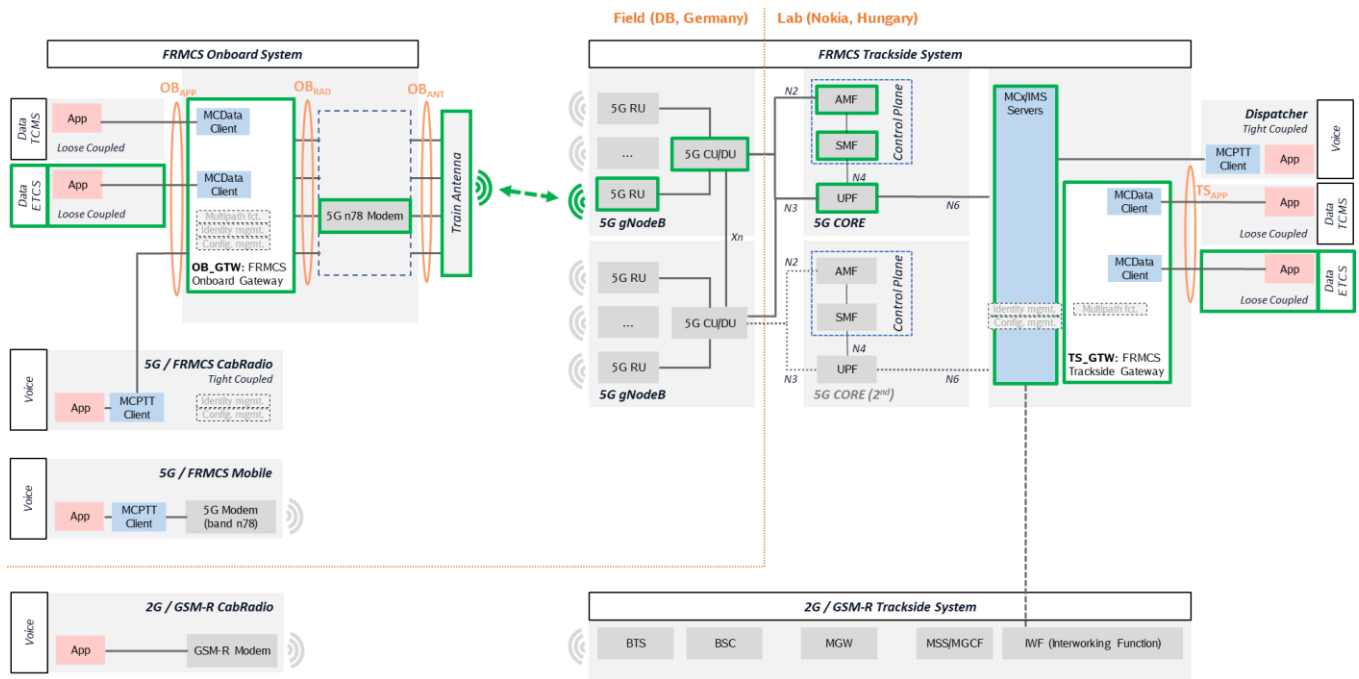 Field (DB, Germany)
Lab (Nokia, Hungary)
FRMCS Onboard System
FRMCS Trackside System
OBAPP
OBRAD
OBANT
Data
TCMS
App
Loose Coupled
MCData
Client
Data
ETCS
App
Loose Coupled
MCData
Client
Multipath fct.
Identity mgmt.
Config. mgmt.
OB_GTW: FRMCS
Onboard Gateway
5G n78 Modem
Train Antenna
5G RU
...
5G RU
5G CU/DU
5G gNodeB
Xn
5G RU
...
5G RU
5G CU/DU
5G gNodeB
N2
N3
AMF
SMF
Control Plane
N4
UPF
5G CORE
N6
N2
N3
AMF
SMF
Control Plane
N4
UPF
5G CORE (2nd)
N6
MCx/IMS
Servers
Identity mgmt.
Config. mgmt.
Dispatcher
Tight Coupled
MCPTT
Client
App
Voice
TSAPP
MCData
Client
App
Loose Coupled
Data
TCMS
MCData
Client
App
Loose Coupled
Data
ETCS
Multipath fct.
TS_GTW: FRMCS
Trackside Gateway
Voice
5G / FRMCS CabRadio
Tight Coupled
App
MCPTT
Client
Identity mgmt.
Config. mgmt.
Voice
5G / FRMCS Mobile
App
MCPTT
Client
5G Modem
(band n78)
Voice
2G / GSM-R CabRadio
App
GSM-R Modem
2G / GSM-R Trackside System
BTS
BSC
MGW
MSS/MGCF
IWF (Interworking Function)